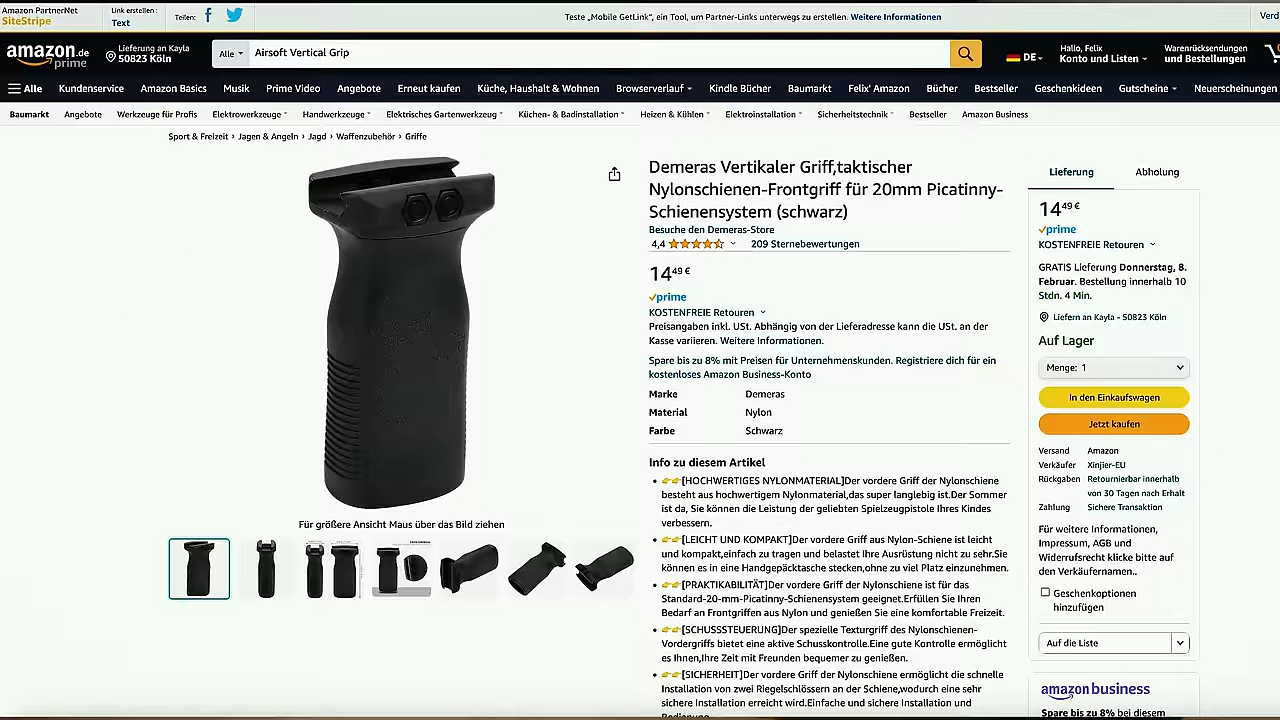 Amazon PartnerNet
SiteStripe
Link erstellen :
Text
Teilen:
Teste „Mobile GetLink“, ein Tool, um Partner-Links unterwegs zu erstellen. Weitere Informationen
Verd
amazon.de
prime
Lieferung an Kayla
50823 Köln
Alle
Airsoft Vertical Grip
DE
Hallo, Felix
Konto und Listen
Warenrücksendungen
und Bestellungen
Alle Kundenservice Amazon Basics Musik Prime Video Angebote Erneut kaufen Küche, Haushalt & Wohnen Browserverlauf Kindle Bücher Baumarkt Felix' Amazon Bücher Bestseller Geschenkideen Gutscheine Neuerscheinungen
Baumarkt Angebote Werkzeuge für Profis Elektrowerkzeuge Handwerkzeuge Elektrisches Gartenwerkzeug Küchen- & Badinstallation Heizen & Kühlen Elektroinstallation Sicherheitstechnik Bestseller Amazon Business
Sport & Freizeit › Jagen & Angeln › Jagd › Waffenzubehör › Griffe
Für größere Ansicht Maus über das Bild ziehen
Demeras Vertikaler Griff,taktischer
Nylonschienen-Frontgriff für 20mm Picatinny-
Schienensystem (schwarz)
Besuche den Demeras-Store
4,4 209 Sternebewertungen
14 49 €
prime
KOSTENFREIE Retouren
Preisangaben inkl. USt. Abhängig von der Lieferadresse kann die USt. an der
Kasse variieren. Weitere Informationen.
Spare bis zu 8% mit Preisen für Unternehmenskunden. Registriere dich für ein
kostenloses Amazon Business-Konto
Marke Demeras
Material Nylon
Farbe Schwarz
Info zu diesem Artikel
[HOCHWERTIGES NYLONMATERIAL]Der vordere Griff der Nylonschiene
besteht aus hochwertigem Nylonmaterial,das super langlebig ist.Der Sommer
ist da, Sie können die Leistung der geliebten Spielzeugpistole Ihres Kindes
verbessern.
[LEICHT UND KOMPAKT]Der vordere Griff aus Nylon-Schiene ist leicht
und kompakt,einfach zu tragen und belastet Ihre Ausrüstung nicht zu sehr.Sie
können es in eine Handgepäcktasche stecken,ohne zu viel Platz einzunehmen.
[PRAKTIKABILITÄT]Der vordere Griff der Nylonschiene ist für das
Standard-20-mm-Picatinny-Schienensystem geeignet.Erfüllen Sie Ihren
Bedarf an Frontgriffen aus Nylon und genießen Sie eine komfortable Freizeit.
[SCHUSSSTEUERUNG]Der spezielle Texturgriff des Nylonschienen-
Vordergriffs bietet eine aktive Schusskontrolle.Eine gute Kontrolle ermöglicht
es Ihnen,Ihre Zeit mit Freunden bequemer zu genießen.
[SICHERHEIT]Der vordere Griff der Nylonschiene ermöglicht die schnelle
Installation von zwei Riegelschlössern an der Schiene,wodurch eine sehr
sichere Installation erreicht wird.Einfache und sichere Installation und
Bedienung.
Lieferung Abholung
14 49 €
prime
KOSTENFREIE Retouren
GRATIS Lieferung Donnerstag, 8.
Februar. Bestellung innerhalb 10
Stdn. 4 Min.
Liefern an Kayla - 50823 Köln
Auf Lager
Menge: 1
In den Einkaufswagen
Jetzt kaufen
Versand Amazon
Verkäufer Xinjier-EU
Rückgaben Retournierbar innerhalb
von 30 Tagen nach Erhalt
Zahlung Sichere Transaktion
Für weitere Informationen,
Impressum, AGB und
Widerrufsrecht klicke bitte auf
den Verkäufernamen..
Geschenkoptionen
hinzufügen
Auf die Liste
amazon business
Spare bis zu 8% bei diesem